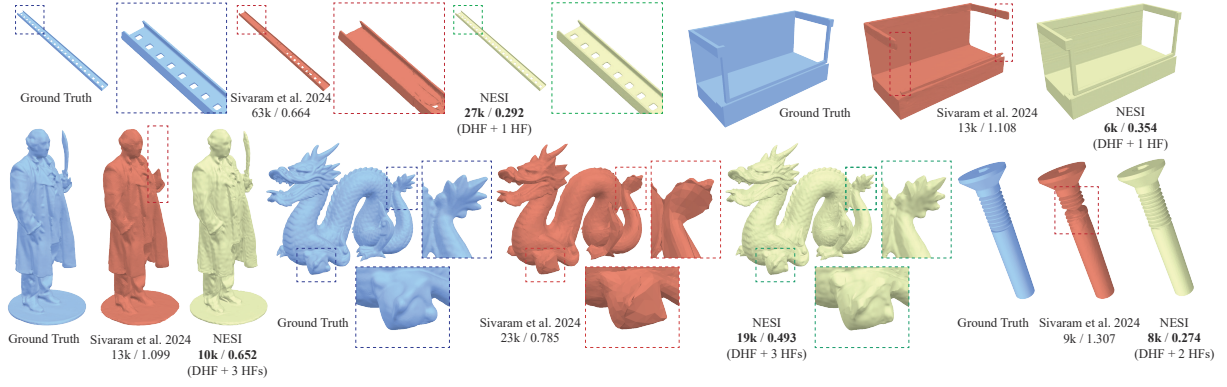 Ground Truth
Sivaram et al. 2024
63k / 0.664
NESI
27k / 0.292
(DHF + 1 HF)
Ground Truth
Sivaram et al. 2024
13k / 1.108
NESI
6k / 0.354
(DHF + 1 HF)
Ground Truth
Sivaram et al. 2024
13k / 1.099
NESI
10k / 0.652
(DHF + 3 HFs)
Ground Truth
Sivaram et al. 2024
23k / 0.785
NESI
19k / 0.493
(DHF + 3 HFs)
Ground Truth
Sivaram et al. 2024
9k / 1.307
NESI
8k / 0.274
(DHF + 2 HFs)